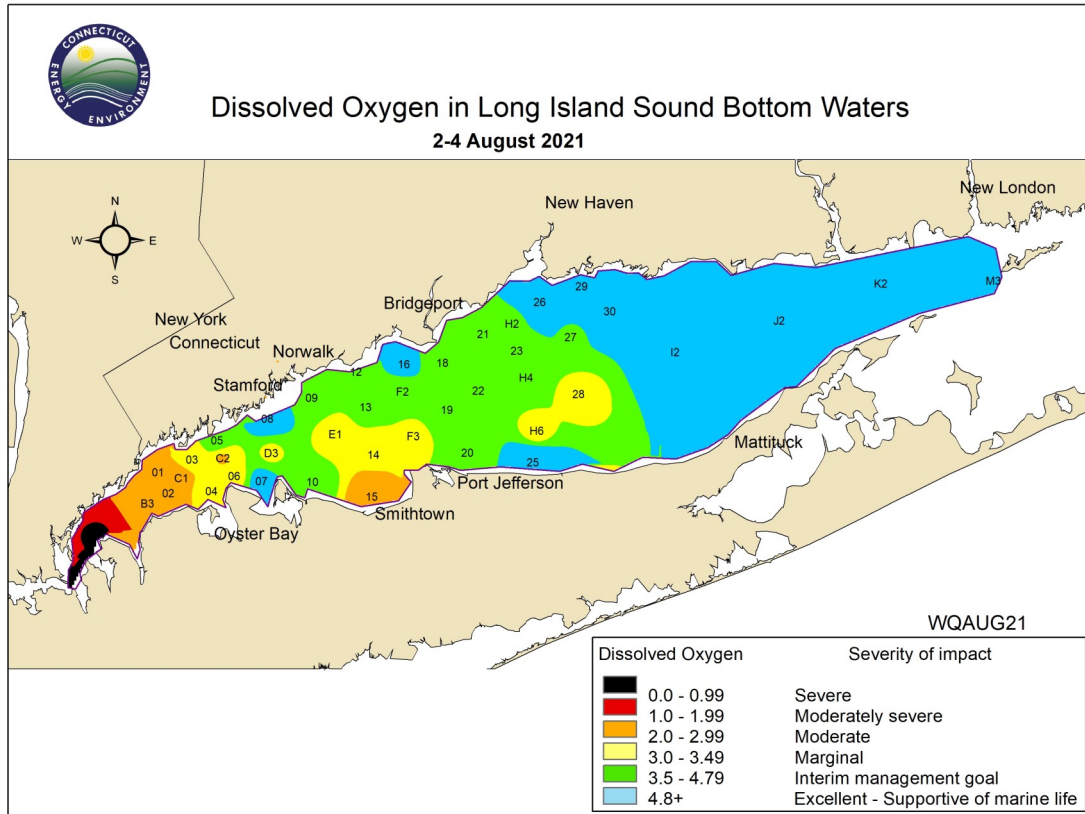 CONNECTICUT
ENERGY
ENVIRONMENT
Dissolved Oxygen in Long Island Sound Bottom Waters
2-4 August 2021
N
W E
S
New London
New Haven
Bridgeport
New York
Connecticut
Norwalk
Stamford
Mattituck
Port Jefferson
Smithtown
Oyster Bay
29
26
30
K2
M3
J2
I2
H2
21
27
23
16
18
12
H4
F2
22
28
09
13
19
08
H6
E1
F3
05
D3
14
20
25
03
C2
01
C1
06
07
10
02
04
15
B3
WQAUG21
Dissolved Oxygen Severity of impact
0.0 - 0.99 Severe
1.0 - 1.99 Moderately severe
2.0 - 2.99 Moderate
3.0 - 3.49 Marginal
3.5 - 4.79 Interim management goal
4.8+ Excellent - Supportive of marine life